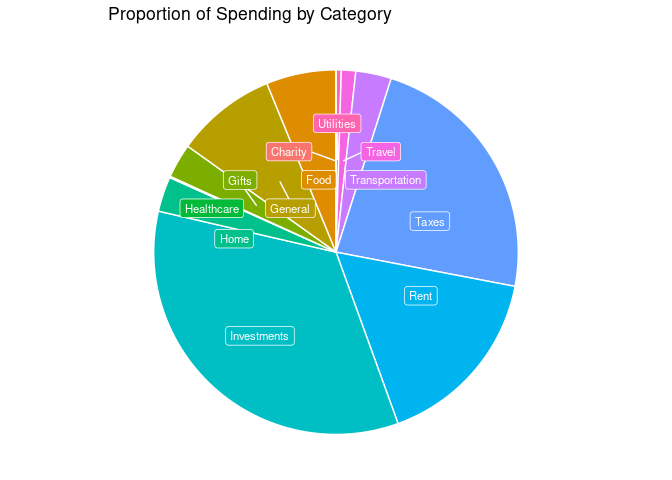 Proportion of Spending by Category
Utilities
Charity
Travel
Gifts
Food
Transportation
Healthcare
General
Taxes
Home
Rent
Investments